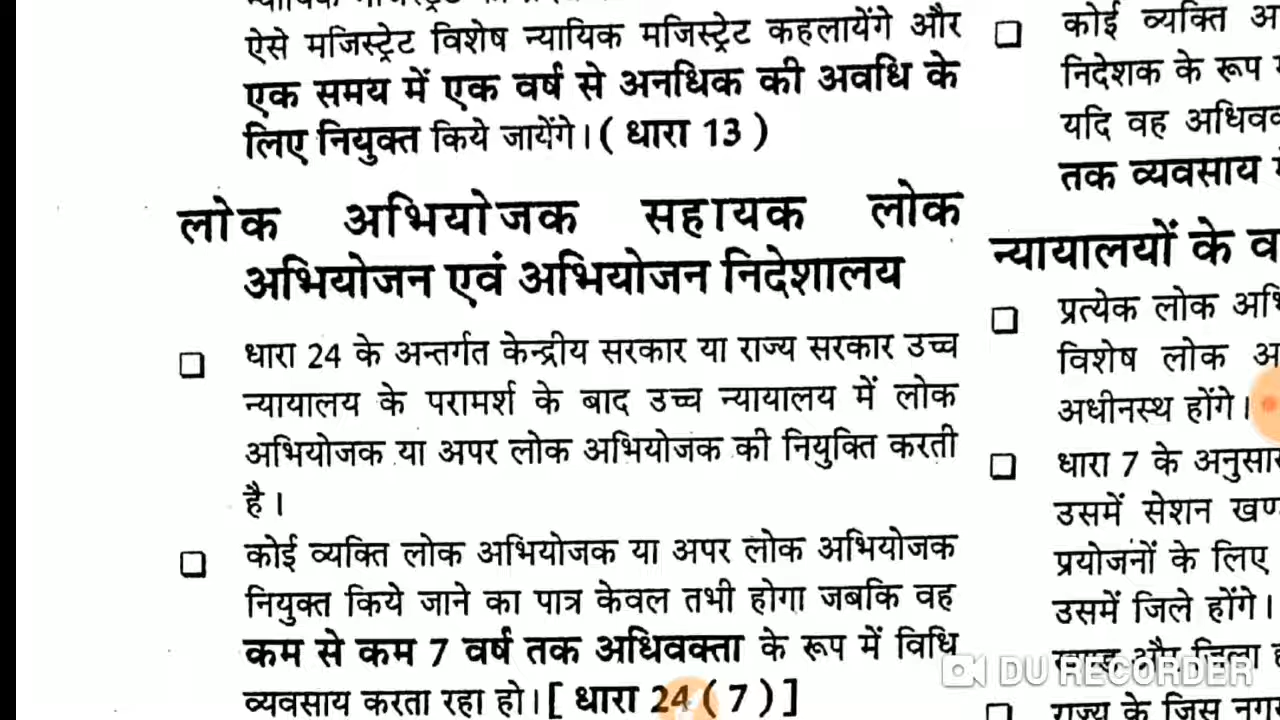 ऐसे मजिस्ट्रेट विशेष न्यायिक मजिस्ट्रेट कहलायेंगे और
एक समय में एक वर्ष से अनधिक की अवधि के
लिए नियुक्त किये जायेंगे। ( धारा 13 )
लोक अभियोजक सहायक लोक
अभियोजन एवं अभियोजन निदेशालय
❑ धारा 24 के अन्तर्गत केन्द्रीय सरकार या राज्य सरकार उच्च
न्यायालय के परामर्श के बाद उच्च न्यायालय में लोक
अभियोजक या अपर लोक अभियोजक की नियुक्ति करती
है।
❑ कोई व्यक्ति लोक अभियोजक या अपर लोक अभियोजक
नियुक्त किये जाने का पात्र केवल तभी होगा जबकि वह
कम से कम 7 वर्ष तक अधिवक्ता के रूप में विधि
व्यवसाय करता रहा हो। [ धारा 24 ( 7 ) ]
❑ कोई व्यक्ति
निदेशक के रूप
यदि वह
तक व्यवसाय
न्यायालयों के
❑ प्रत्येक लोक
विशेष लोक
अधीनस्थ होंगे।
❑ धारा 7 के अनुसार
उसमें सेशन
प्रयोजनों के लिए
उसमें जिले होंगे।
खण्ड और जिला
❑ राज्य के जिस
DU RECORDER